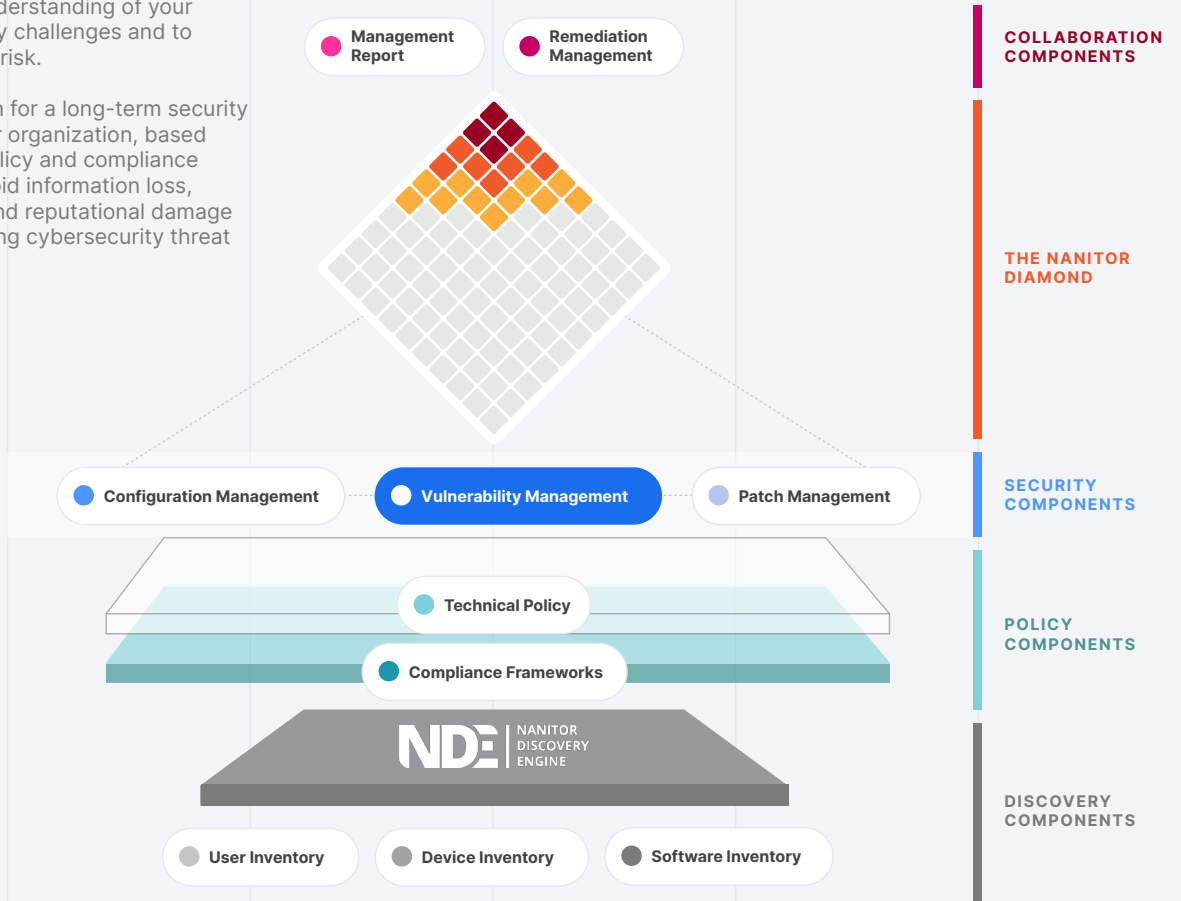 derstanding of your
y challenges and to
risk.
for a long-term security
organization, based
licy and compliance
oid information loss,
nd reputational damage
ng cybersecurity threat
Management
Report
Remediation
Management
COLLABORATION
COMPONENTS
THE NANITOR
DIAMOND
Configuration Management
Vulnerability Management
Patch Management
SECURITY
COMPONENTS
Technical Policy
Compliance Frameworks
POLICY
COMPONENTS
NDE
NANITOR
DISCOVERY
ENGINE
DISCOVERY
COMPONENTS
User Inventory
Device Inventory
Software Inventory